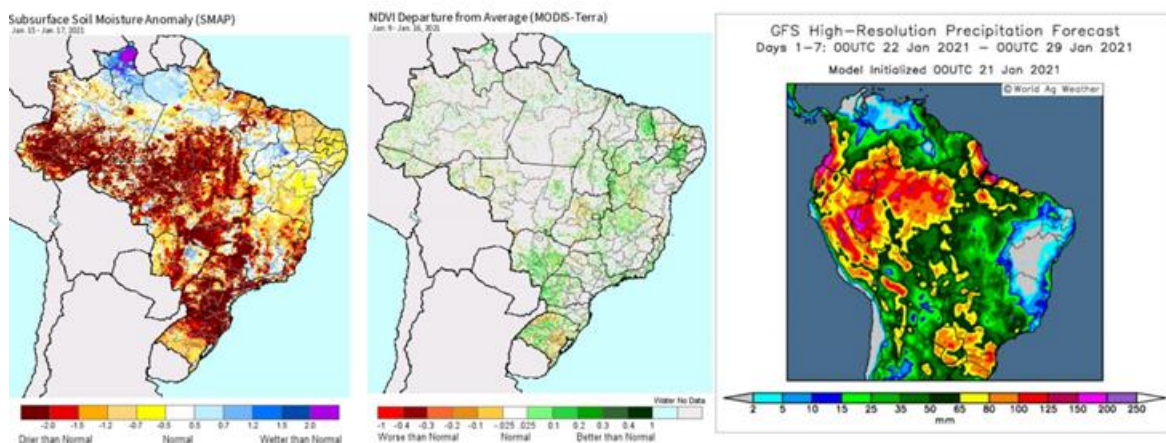 Subsurface Soil Moisture Anomaly (SMAP)
Jan. 15 - Jan. 17, 2021
-2.0 -1.5 -1.2 -0.7 -0.5 0.5 0.7 1.2 1.5 2.0
Drier than Normal Normal Wetter than Normal
NDVI Departure from Average (MODIS-Terra)
Jan. 9 - Jan. 16, 2021
Water No Data
-1 -0.4 -0.3 -0.2 -0.1 -.025 .025 0.1 0.2 0.3 0.4 1
Worse than Normal Normal Better than Normal
GFS High-Resolution Precipitation Forecast
Days 1-7: 00UTC 22 Jan 2021 - 00UTC 29 Jan 2021
Model Initialized 00UTC 21 Jan 2021
© World Ag Weather
2 5 10 15 25 35 50 65 80 100 125 150 200 250
mm